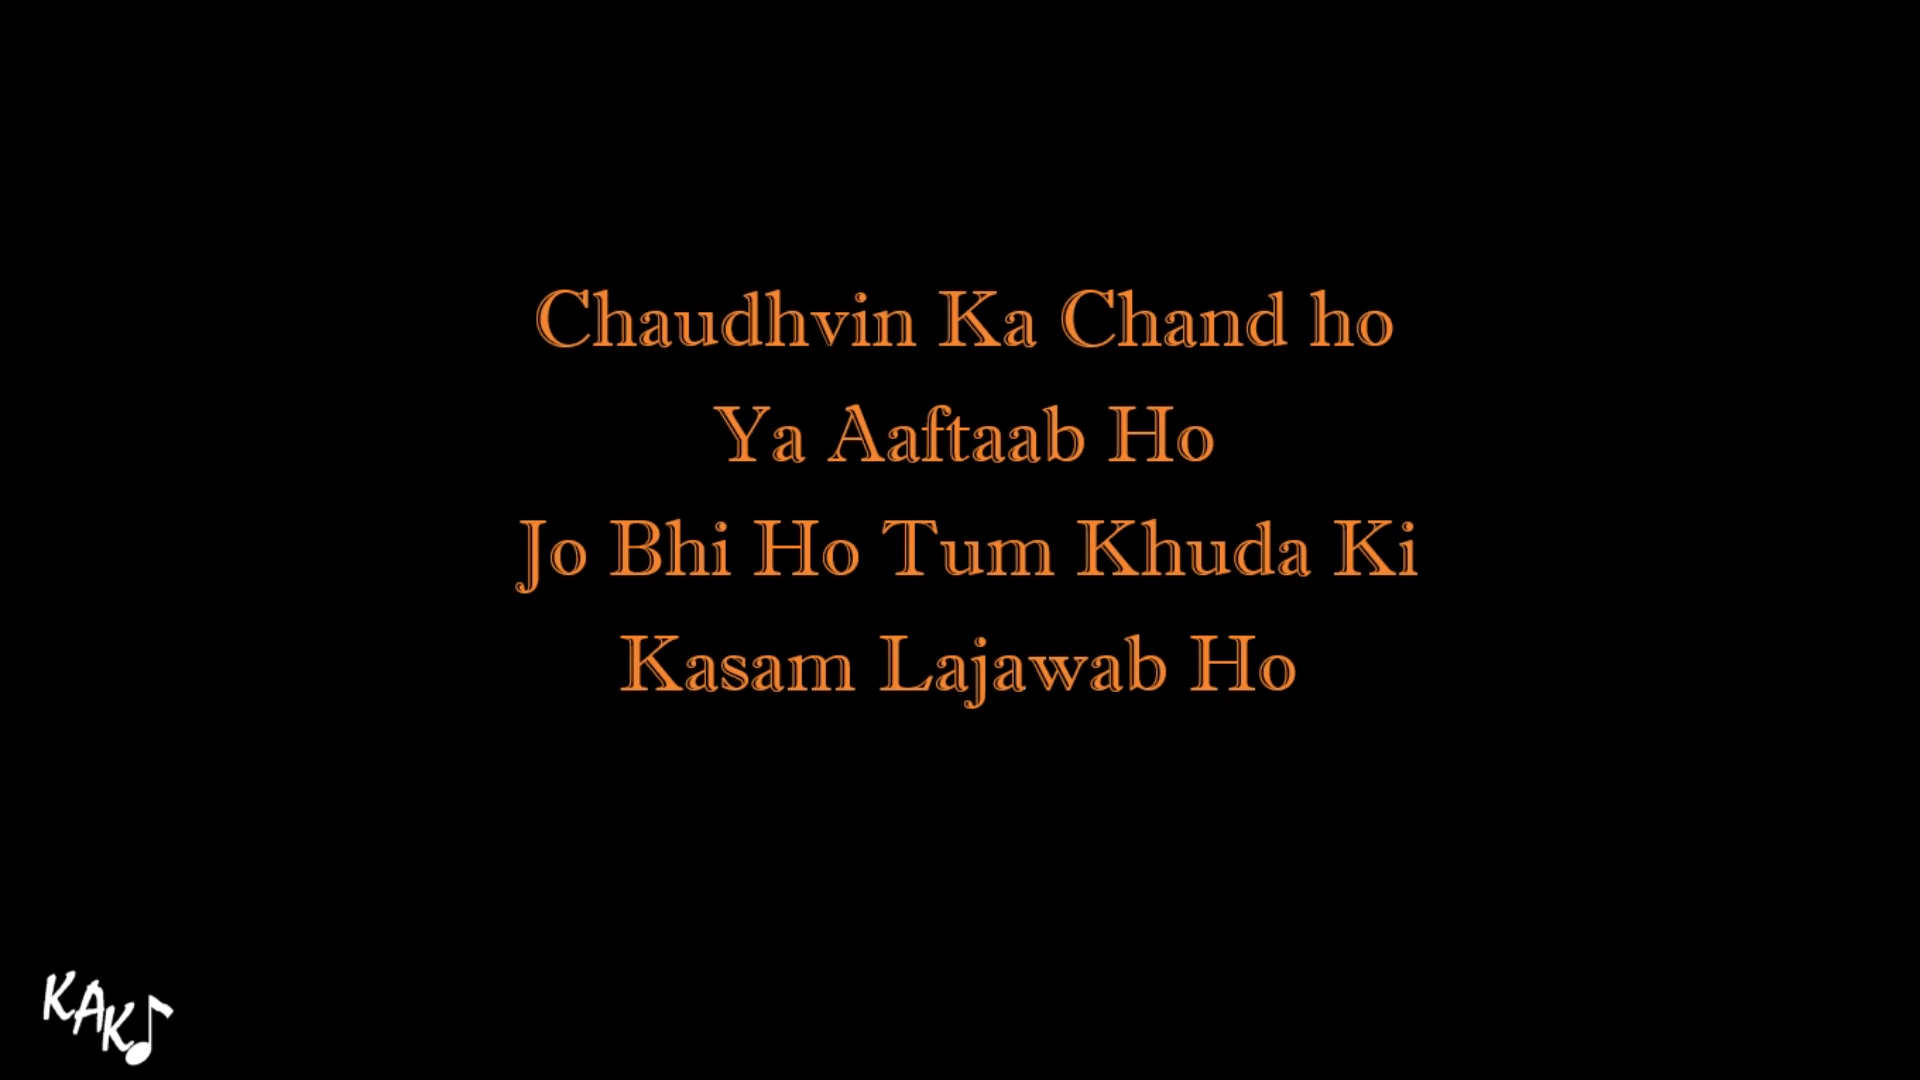 Chaudhvin Ka Chand ho
Ya Aaftaab Ho
Jo Bhi Ho Tum Khuda Ki
Kasam Lajawab Ho
KAK